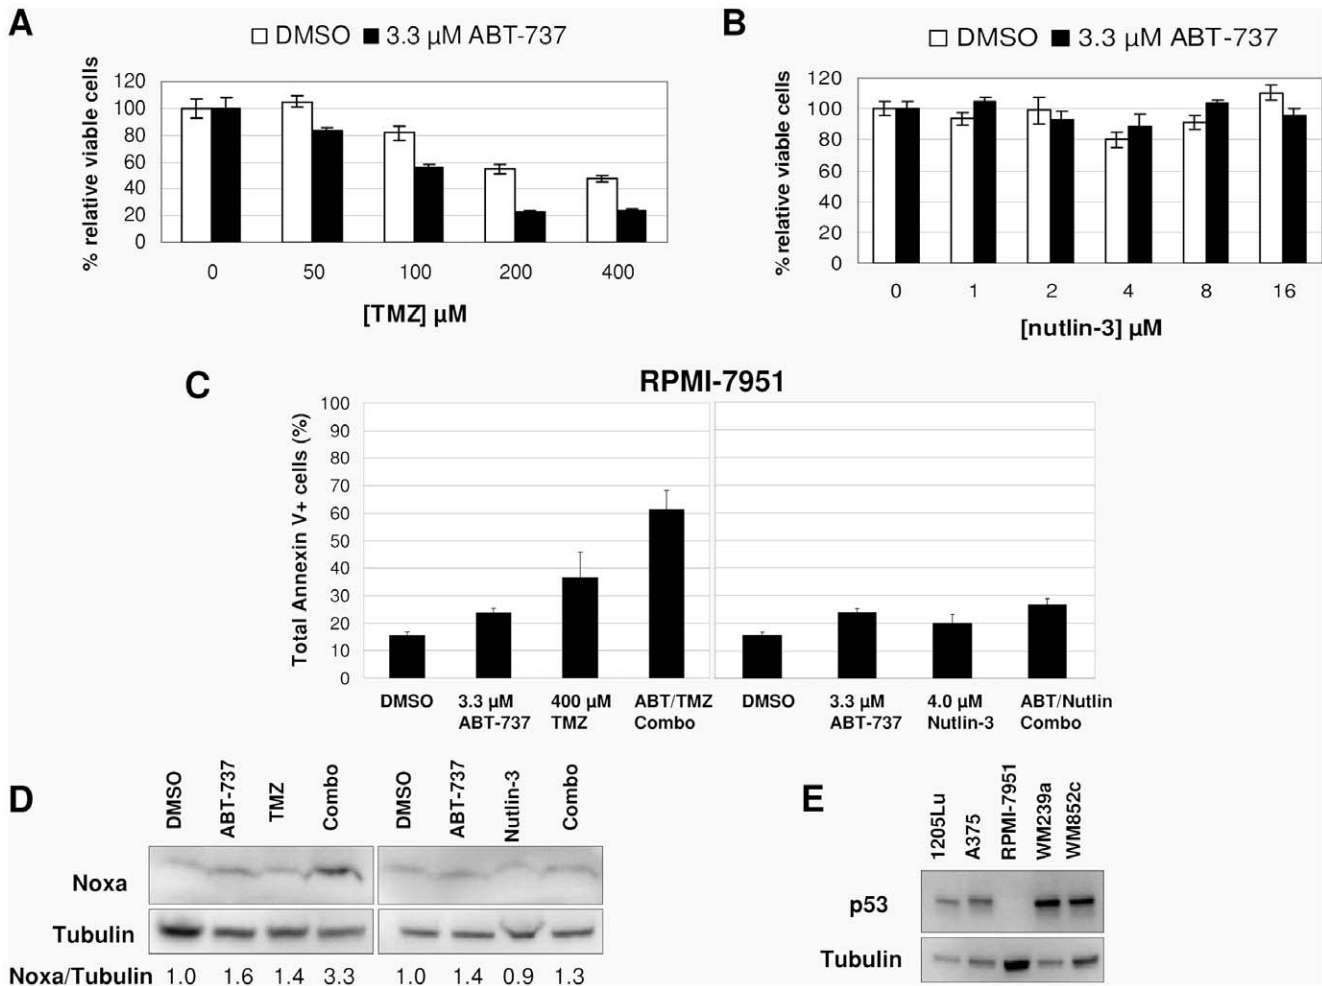 A
DMSO 3.3 µM ABT-737
% relative viable cells
120
100
80
60
40
20
0
0 50 100 200 400
[TMZ] µM
B
DMSO 3.3 µM ABT-737
% relative viable cells
120
100
80
60
40
20
0
0 1 2 4 8 16
[nutlin-3] µM
C
RPMI-7951
Total Annexin V+ cells (%)
100
90
80
70
60
50
40
30
20
10
0
DMSO 3.3 µM 400 µM ABT/TMZ DMSO 3.3 µM 4.0 µM ABT/Nutlin
ABT-737 TMZ Combo ABT-737 Nutlin-3 Combo
D
DMSO ABT-737 TMZ Combo DMSO ABT-737 Nutlin-3 Combo
Noxa
Tubulin
Noxa/Tubulin 1.0 1.6 1.4 3.3 1.0 1.4 0.9 1.3
E
1205Lu A375 RPMI-7951 WM239a WM852c
p53
Tubulin